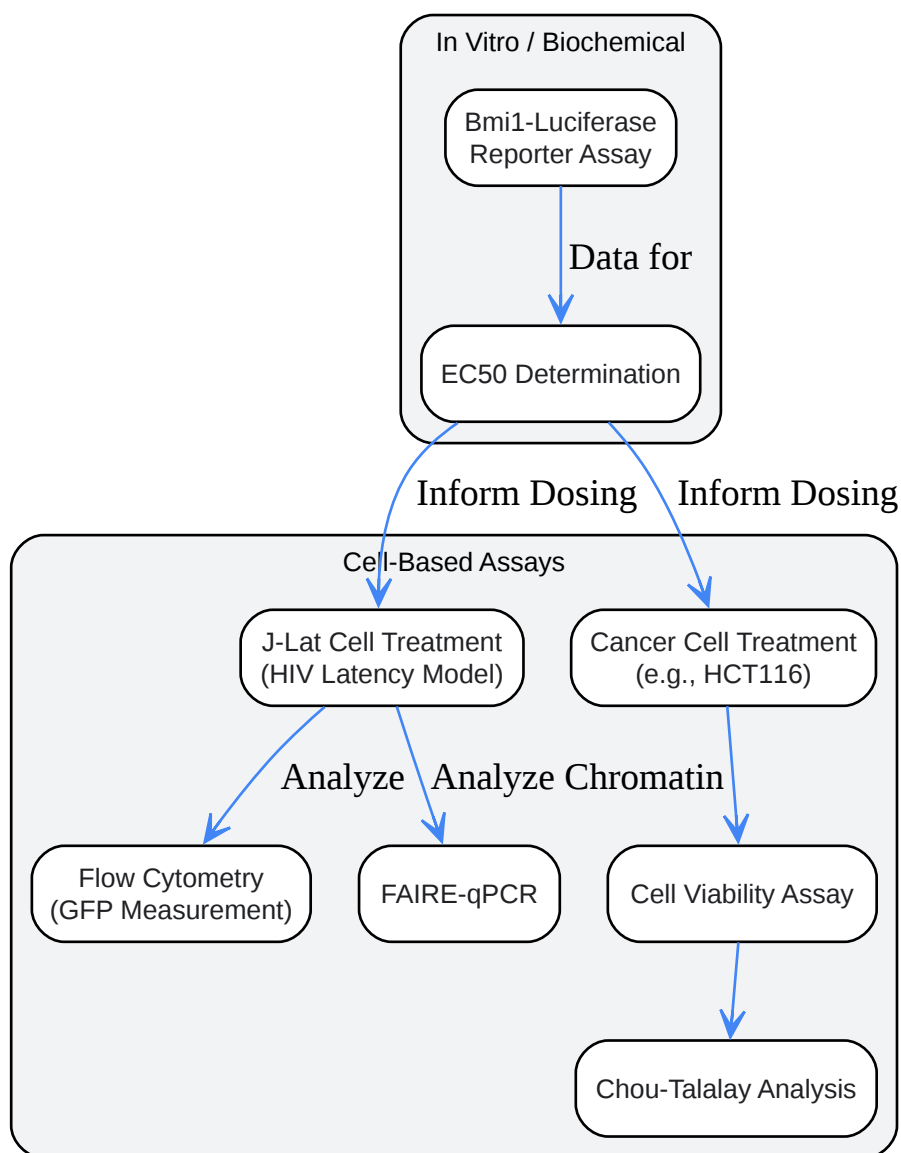 In Vitro / Biochemical
Bmi1-Luciferase
Reporter Assay
Data for
EC50 Determination
Inform Dosing
Inform Dosing
Cell-Based Assays
J-Lat Cell Treatment
(HIV Latency Model)
Cancer Cell Treatment
(e.g., HCT116)
Analyze
Analyze Chromatin
Flow Cytometry
(GFP Measurement)
FAIRE-qPCR
Cell Viability Assay
Chou-Talalay Analysis